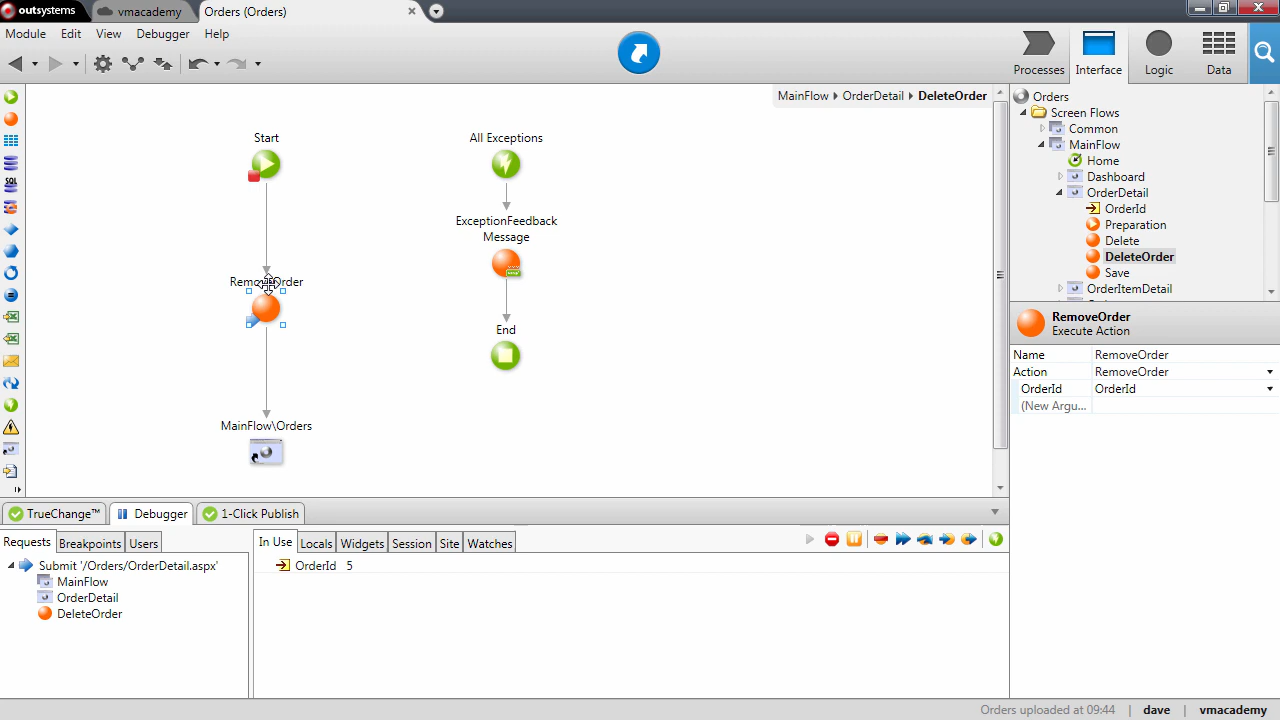 outsystems
vmacademy
Orders (Orders)
Module Edit View Debugger Help
Processes Interface Logic Data
MainFlow OrderDetail DeleteOrder
Start
RemoveOrder
MainFlow\Orders
All Exceptions
ExceptionFeedback
Message
End
Orders
Screen Flows
Common
MainFlow
Home
Dashboard
OrderDetail
OrderId
Preparation
Delete
DeleteOrder
Save
OrderItemDetail
RemoveOrder
Execute Action
Name RemoveOrder
Action RemoveOrder
OrderId OrderId
(New Argu...
TrueChange™ Debugger 1-Click Publish
Requests Breakpoints Users
Submit '/Orders/OrderDetail.aspx'
MainFlow
OrderDetail
DeleteOrder
In Use Locals Widgets Session Site Watches
OrderId 5
Orders uploaded at 09:44 | dave | vmacademy